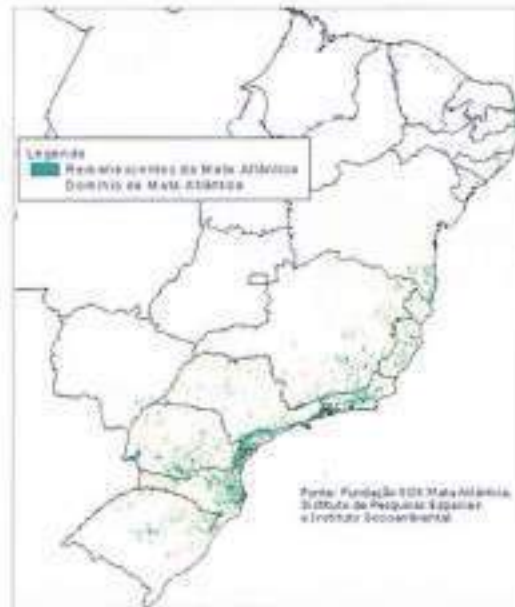 Legenda
Remanescentes da Mata Atlântica
Domínio da Mata Atlântica
Fonte: Fundação SOS Mata Atlântica,
Instituto de Pesquisas Espaciais
e Instituto Socioambiental